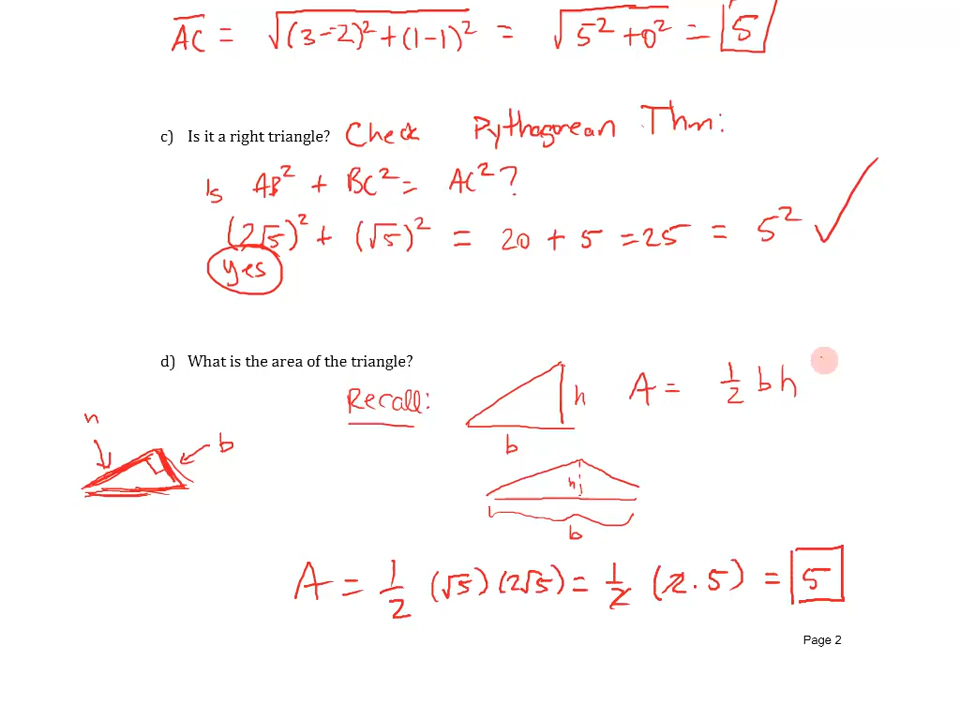 AC = √(3--2)² + (1-1)² = √5² + 0² = 5
c) Is it a right triangle? Check Pythagorean Thm:
Is AB² + BC² = AC² ?
(2√5)² + (√5)² = 20 + 5 = 25 = 5² ✓
yes
d) What is the area of the triangle?
Recall: h A = 1/2 bh
b
n b
h
b
A = 1/2 (√5)(2√5) = 1/2 (2·5) = 5
Page 2